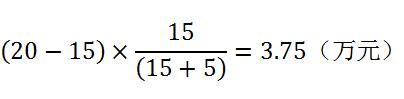 (20 − 15) × 15/(15 + 5) = 3.75（万元）